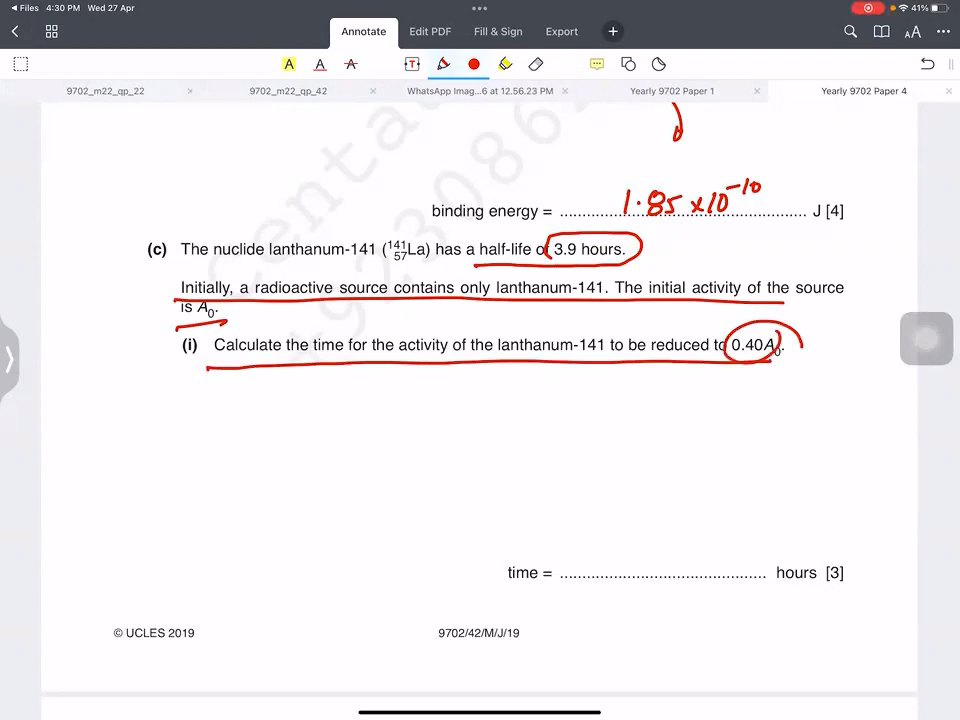 Files 4:30 PM Wed 27 Apr 41%
Annotate Edit PDF Fill & Sign Export
9702_m22_qp_22 9702_m22_qp_42 WhatsApp Imag...6 at 12.56.23 PM Yearly 9702 Paper 1 Yearly 9702 Paper 4
binding energy = 1.85 × 10⁻¹⁰ J [4]
(c) The nuclide lanthanum-141 (¹⁴¹₅₇La) has a half-life of 3.9 hours.
Initially, a radioactive source contains only lanthanum-141. The initial activity of the source
is A₀.
(i) Calculate the time for the activity of the lanthanum-141 to be reduced to 0.40A₀.
time = .............................................. hours [3]
© UCLES 2019 9702/42/M/J/19